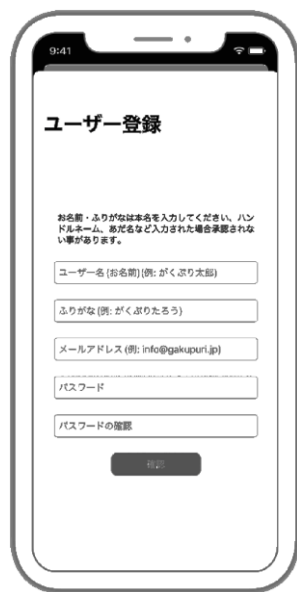 9:41
ユーザー登録
お名前・ふりがなは本名を入力してください、ハン
ドルネーム、あだ名など入力された場合承認されな
い事があります。
ユーザー名 (お名前)(例: がくぷり太郎)
ふりがな (例: がくぷりたろう)
メールアドレス (例: info@gakupuri.jp)
パスワード
パスワードの確認
確認